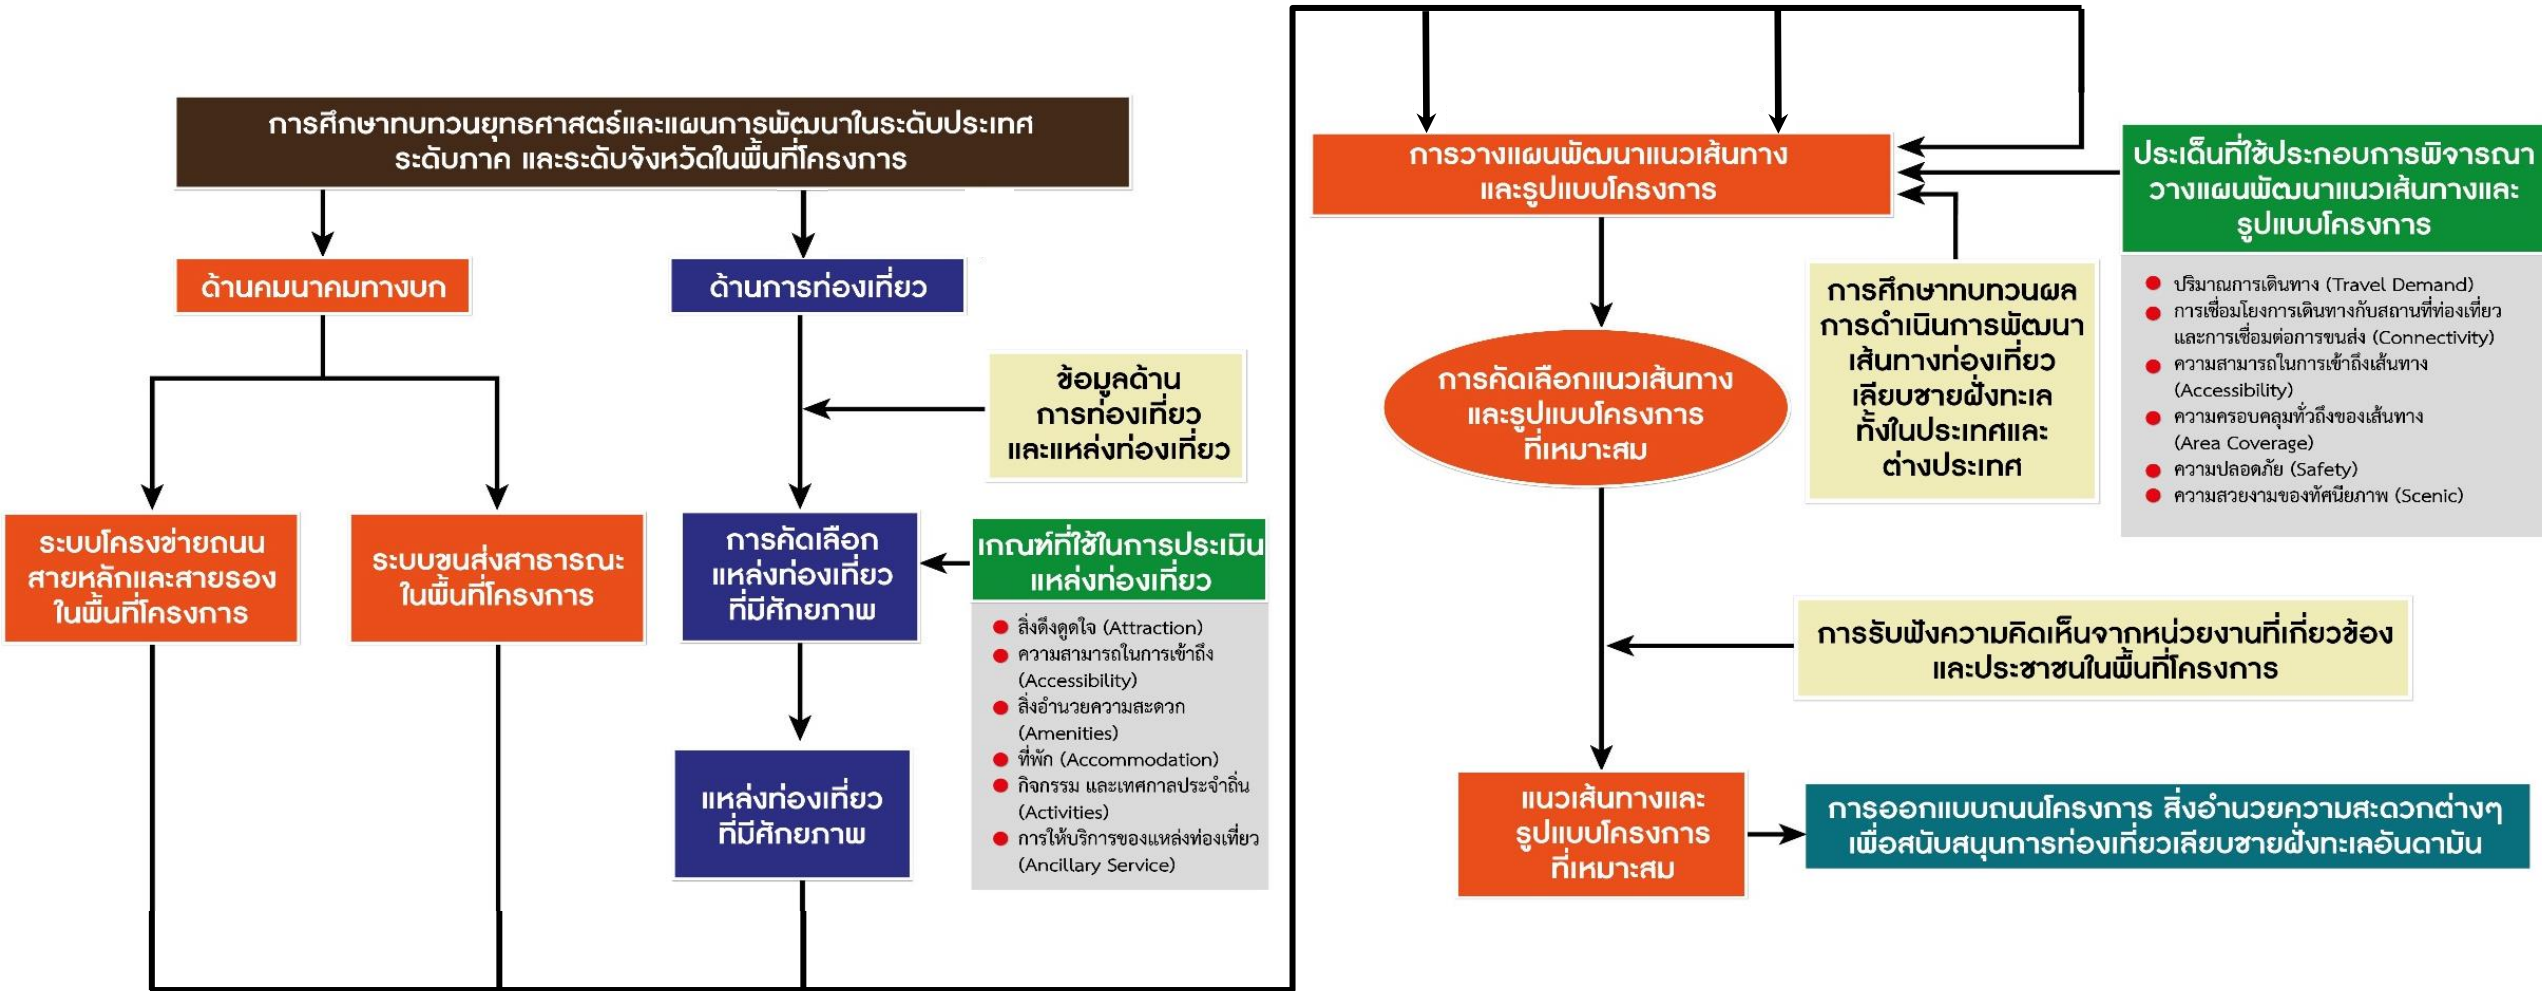 การศึกษาทบทวนยุทธศาสตร์และแผนการพัฒนาในระดับประเทศ
ระดับภาค และระดับจังหวัดในพื้นที่โครงการ
ด้านคมนาคมทางบก
ด้านการท่องเที่ยว
ข้อมูลด้าน
การท่องเที่ยว
และแหล่งท่องเที่ยว
ระบบโครงข่ายถนน
สายหลักและสายรอง
ในพื้นที่โครงการ
ระบบขนส่งสาธารณะ
ในพื้นที่โครงการ
การคัดเลือก
แหล่งท่องเที่ยว
ที่มีศักยภาพ
เกณฑ์ที่ใช้ในการประเมิน
แหล่งท่องเที่ยว
สิ่งดึงดูดใจ (Attraction)
ความสามารถในการเข้าถึง
(Accessibility)
สิ่งอำนวยความสะดวก
(Amenities)
ที่พัก (Accommodation)
กิจกรรม และเทศกาลประจำถิ่น
(Activities)
การให้บริการของแหล่งท่องเที่ยว
(Ancillary Service)
แหล่งท่องเที่ยว
ที่มีศักยภาพ
การวางแผนพัฒนาแนวเส้นทาง
และรูปแบบโครงการ
ประเด็นที่ใช้ประกอบการพิจารณา
วางแผนพัฒนาแนวเส้นทางและ
รูปแบบโครงการ
ปริมาณการเดินทาง (Travel Demand)
การเชื่อมโยงการเดินทางกับสถานที่ท่องเที่ยว
และการเชื่อมต่อการขนส่ง (Connectivity)
ความสามารถในการเข้าถึงเส้นทาง
(Accessibility)
ความครอบคลุมทั่วถึงของเส้นทาง
(Area Coverage)
ความปลอดภัย (Safety)
ความสวยงามของทัศนียภาพ (Scenic)
การศึกษาทบทวนผล
การดำเนินการพัฒนา
เส้นทางท่องเที่ยว
เลียบชายฝั่งทะเล
ทั้งในประเทศและ
ต่างประเทศ
การคัดเลือกแนวเส้นทาง
และรูปแบบโครงการ
ที่เหมาะสม
การรับฟังความคิดเห็นจากหน่วยงานที่เกี่ยวข้อง
และประชาชนในพื้นที่โครงการ
แนวเส้นทางและ
รูปแบบโครงการ
ที่เหมาะสม
การออกแบบถนนโครงการ สิ่งอำนวยความสะดวกต่างๆ
เพื่อสนับสนุนการท่องเที่ยวเลียบชายฝั่งทะเลอันดามัน